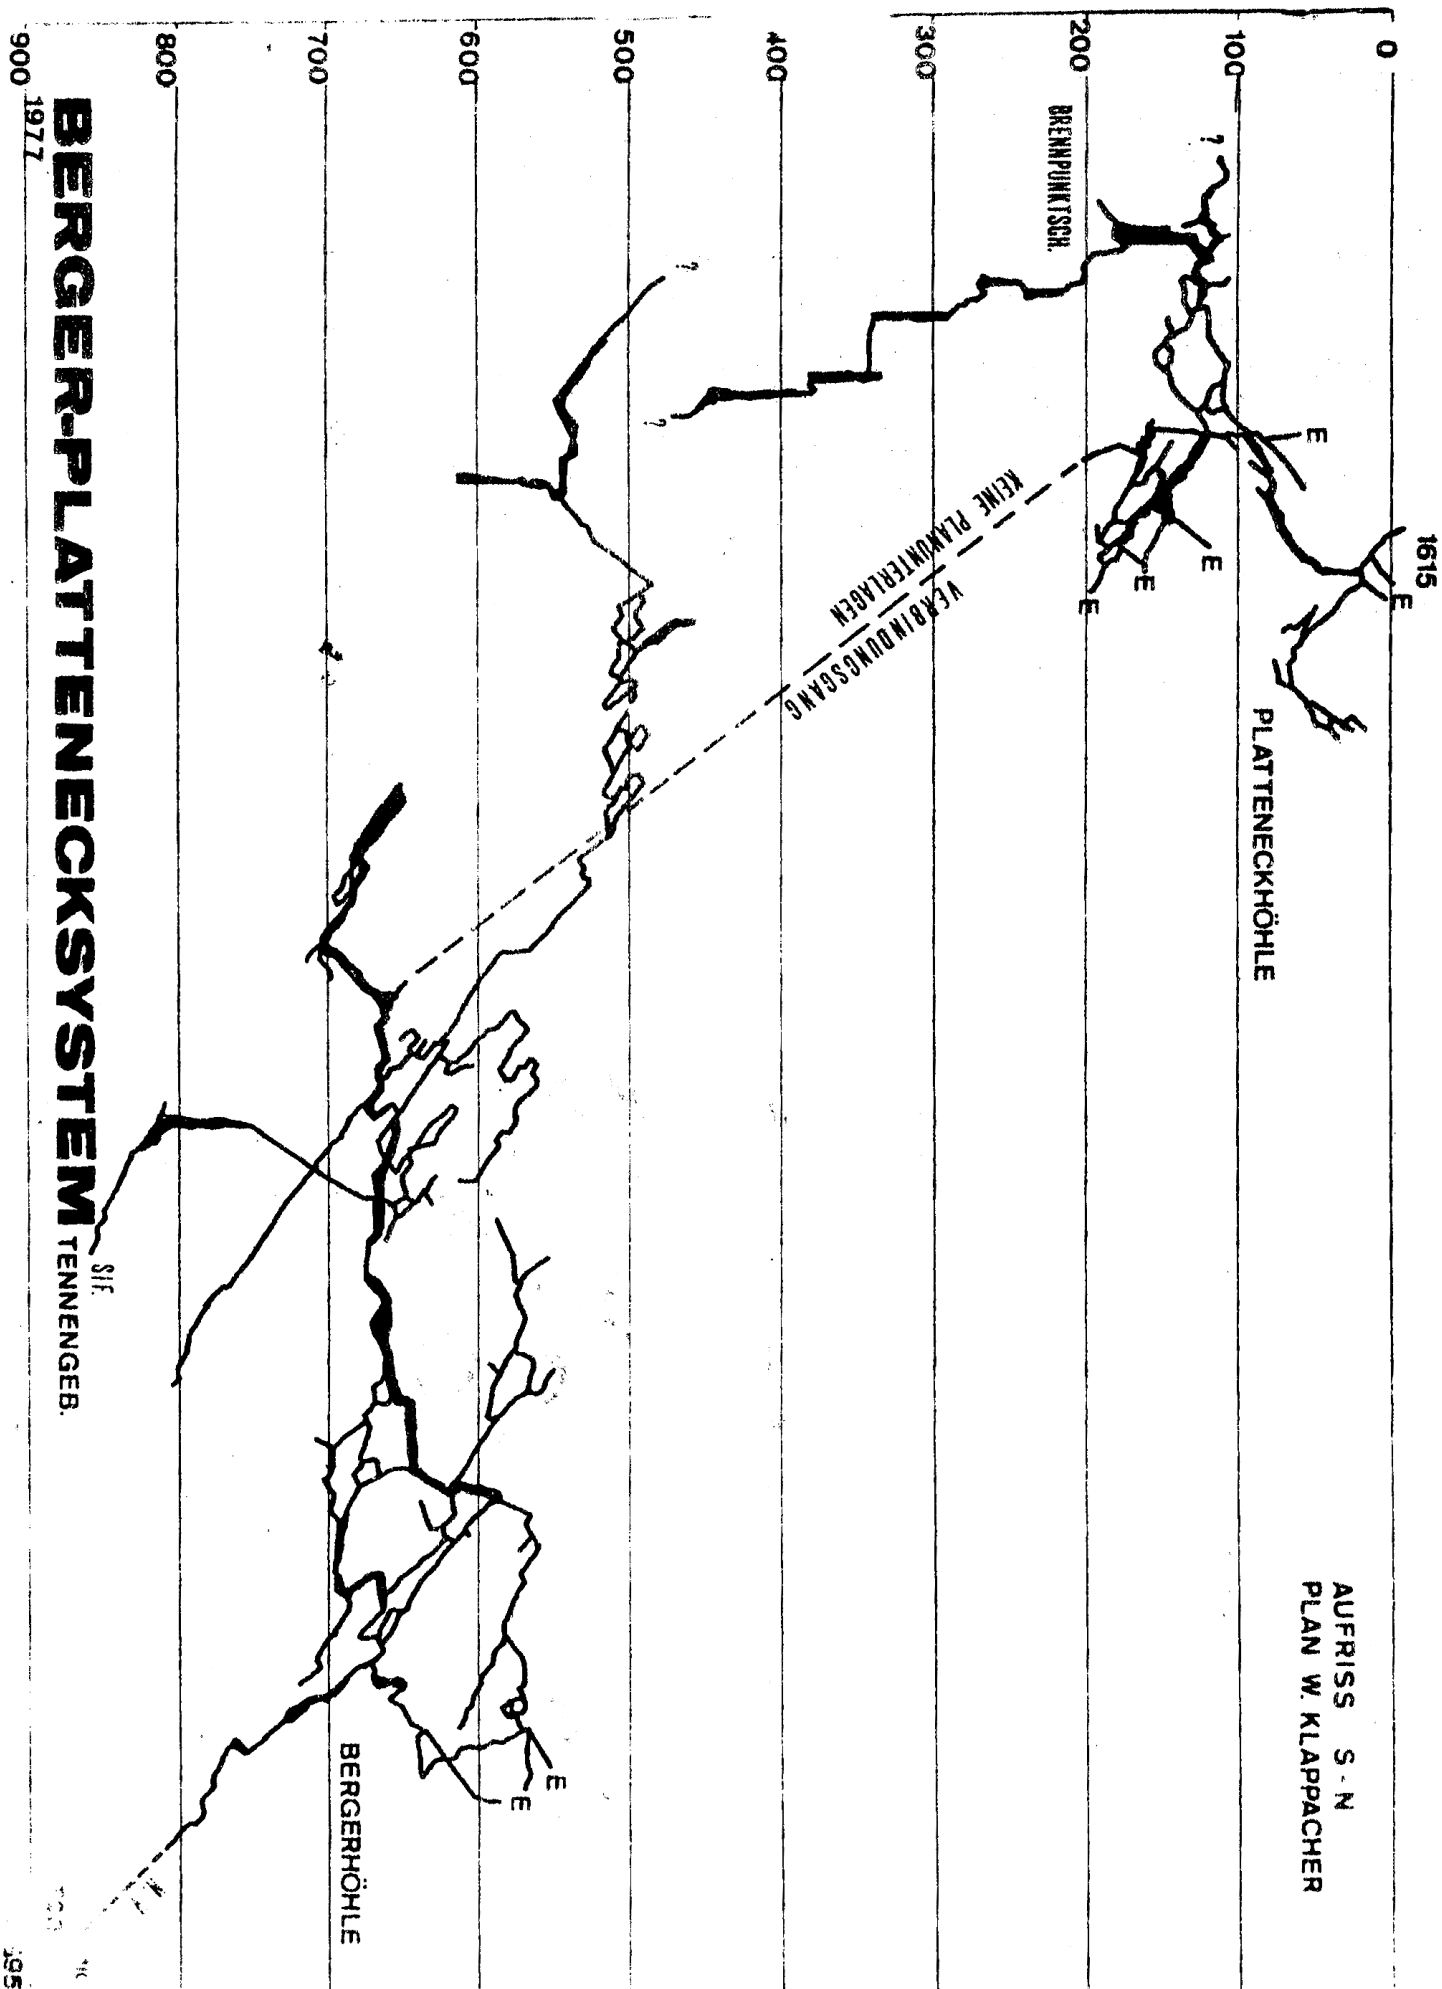 0
100
200
300
400
500
600
700
800
900
1615
E
E
E
E
E
E
E
?
?
?
BRENNPUNKTSCH.
PLATTENECKHÖHLE
KEINE PLANUNTERLAGEN
VERBINDUNGSGANG
AUFRISS S-N
PLAN W. KLAPPACHER
BERGERHÖHLE
SIF.
BERGER-PLATTENECKSYSTEM TENNENGEB.
1977